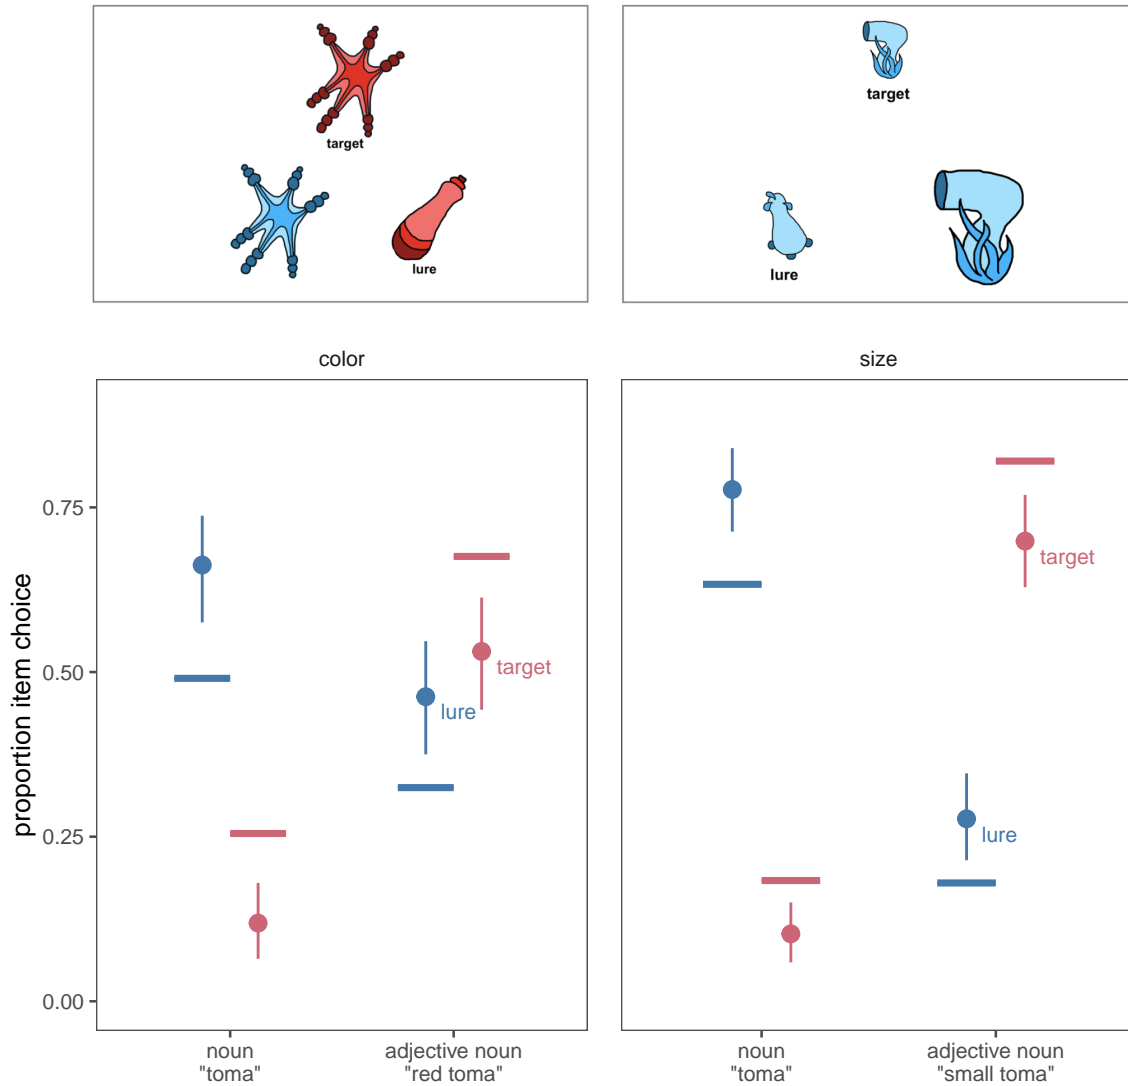 target
lure
target
lure
color
size
proportion item choice
0.75
0.50
0.25
0.00
lure
target
target
lure
noun
"toma"
adjective noun
"red toma"
noun
"toma"
adjective noun
"small toma"